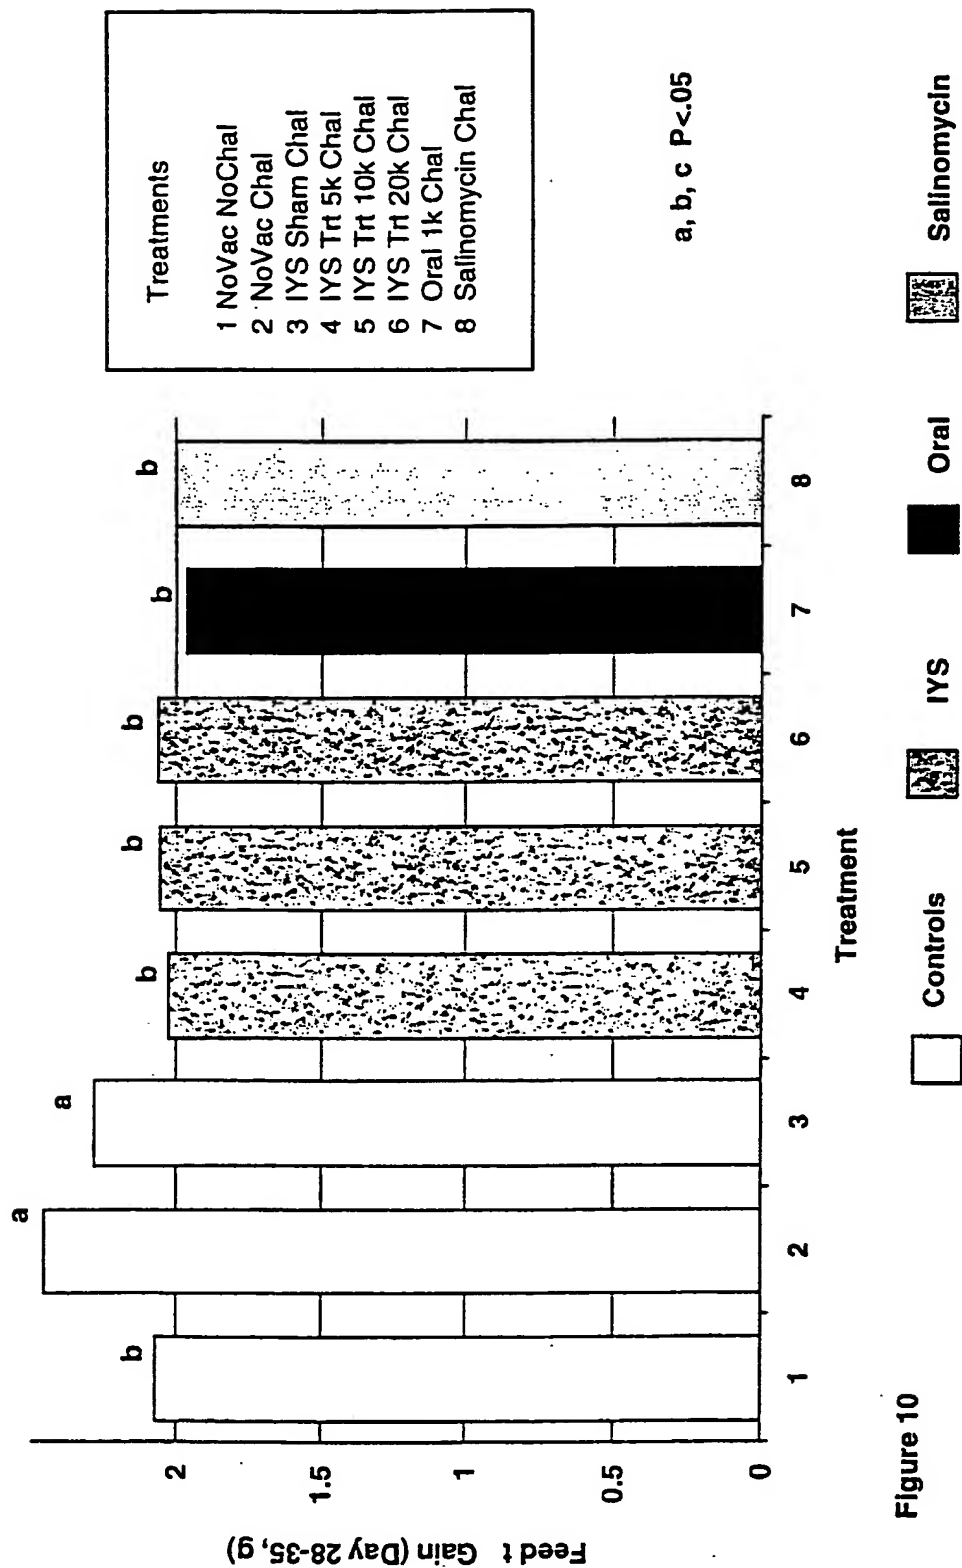 Treatments
1 NoVac NoChal
2 NoVac Chal
3 IYS Sham Chal
4 IYS Trt 5k Chal
5 IYS Trt 10k Chal
6 IYS Trt 20k Chal
7 Oral 1k Chal
8 Salinomycin Chal
a, b, c P<.05
Feed t Gain (Day 28-35, g)
2
1.5
1
0.5
0
b
a
a
b
b
b
b
b
1 2 3 4 5 6 7 8
Treatment
Controls IYS Oral Salinomycin
Figure 10